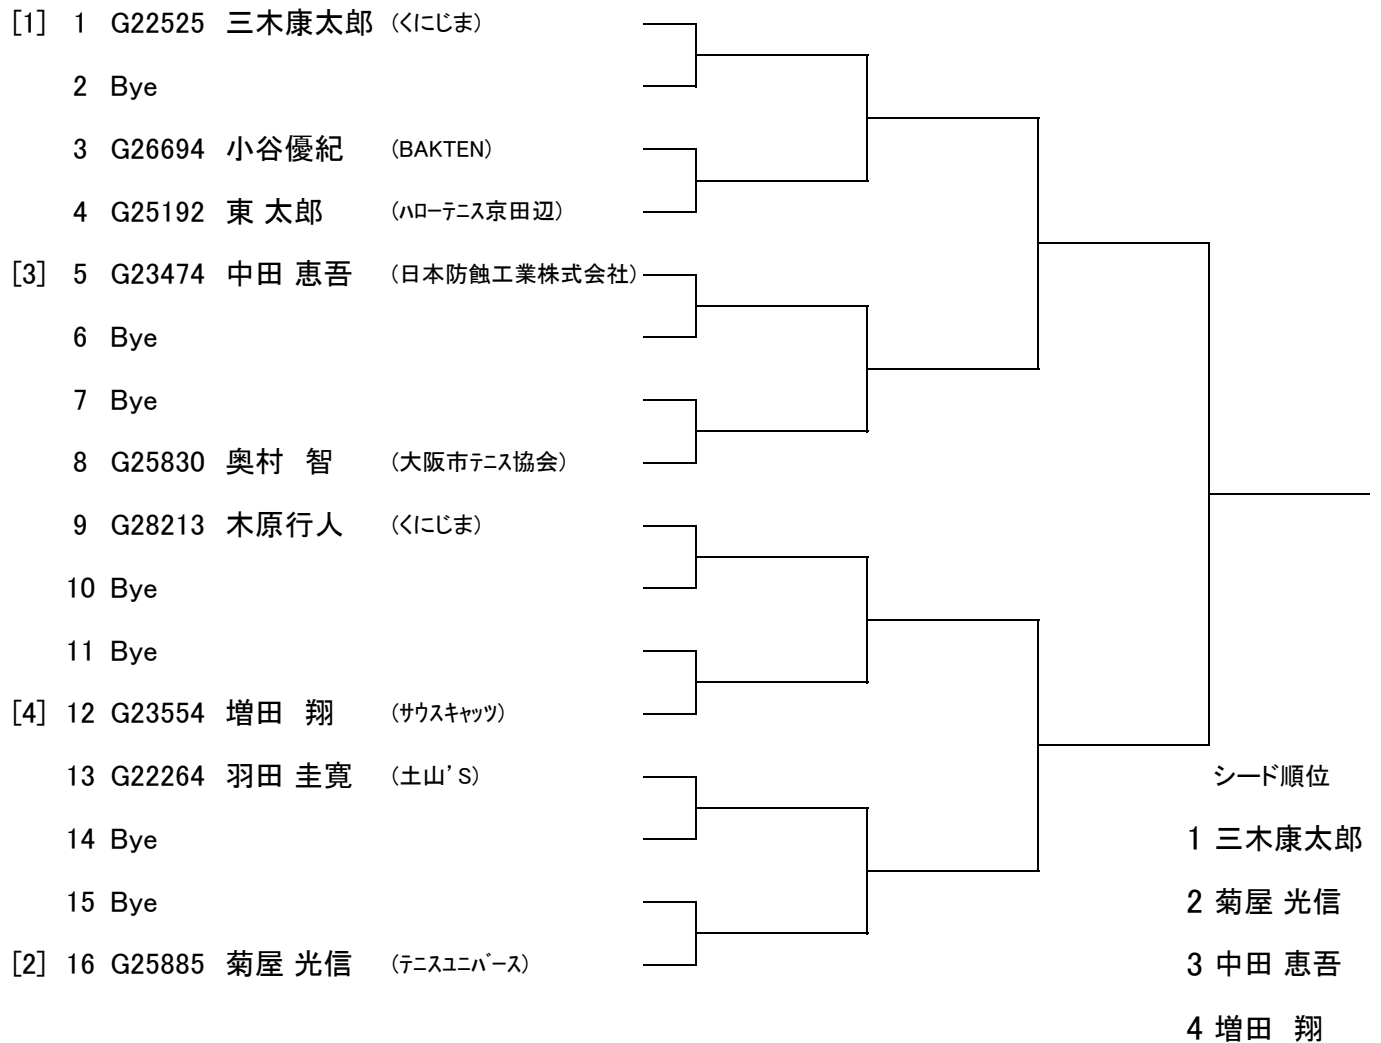 [1] 1 G22525 三木康太郎 (くにじま)
2 Bye
3 G26694 小谷優紀 (BAKTEN)
4 G25192 東 太郎 (ﾊﾛｰﾃﾆｽ京田辺)
[3] 5 G23474 中田 恵吾 (日本防蝕工業株式会社)
6 Bye
7 Bye
8 G25830 奥村　智 (大阪市ﾃﾆｽ協会)
9 G28213 木原行人 (くにじま)
10 Bye
11 Bye
[4] 12 G23554 増田　翔 (ｻｳｽｷｬｯﾂ)
13 G22264 羽田 圭寛 (土山’S)
14 Bye
15 Bye
[2] 16 G25885 菊屋 光信 (ﾃﾆｽﾕﾆﾊﾞｰｽ)
シード順位
1 三木康太郎
2 菊屋 光信
3 中田 恵吾
4 増田　翔